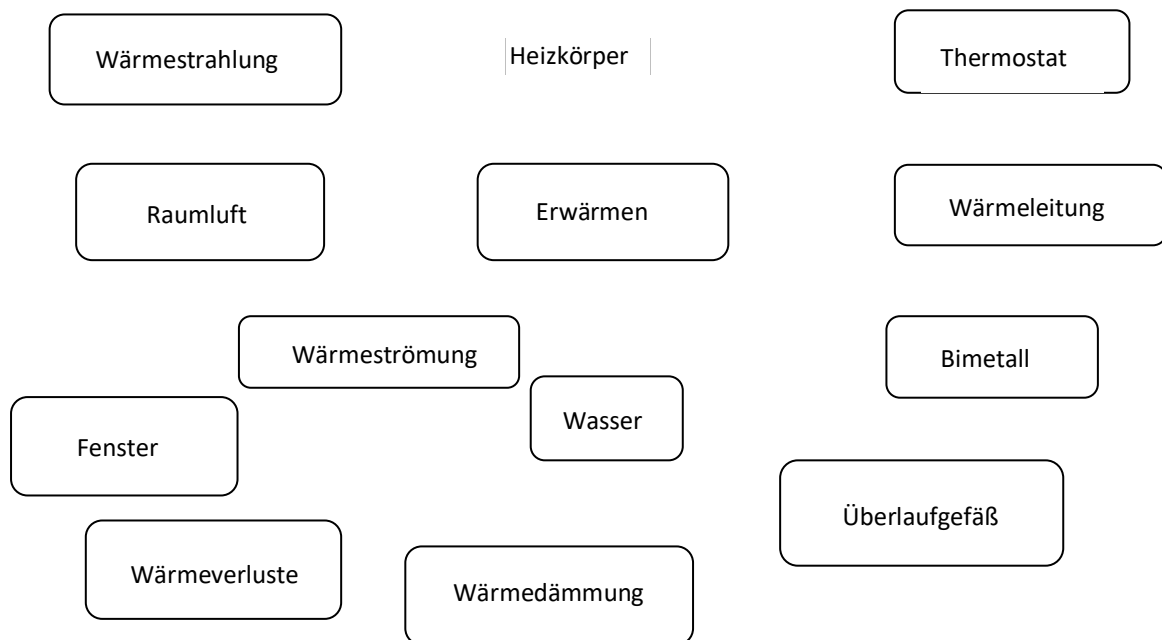 Wärmestrahlung
Heizkörper
Thermostat
Raumluft
Erwärmen
Wärmeleitung
Wärmeströmung
Bimetall
Wasser
Fenster
Überlaufgefäß
Wärmeverluste
Wärmedämmung